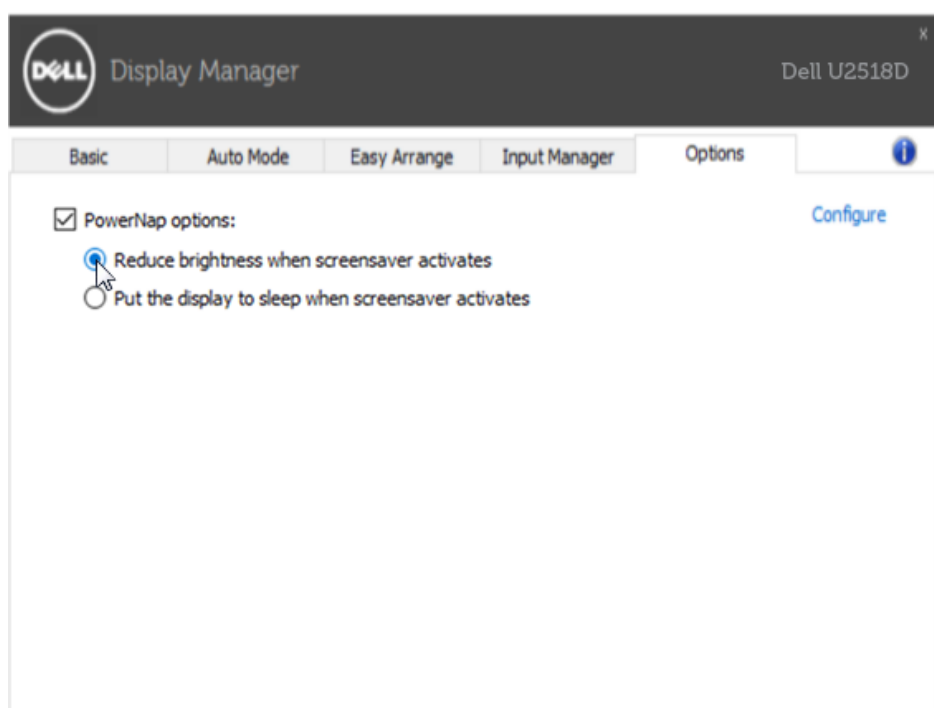 x
DELL Display Manager
Dell U2518D
Basic Auto Mode Easy Arrange Input Manager Options i
PowerNap options: Configure
Reduce brightness when screensaver activates
Put the display to sleep when screensaver activates